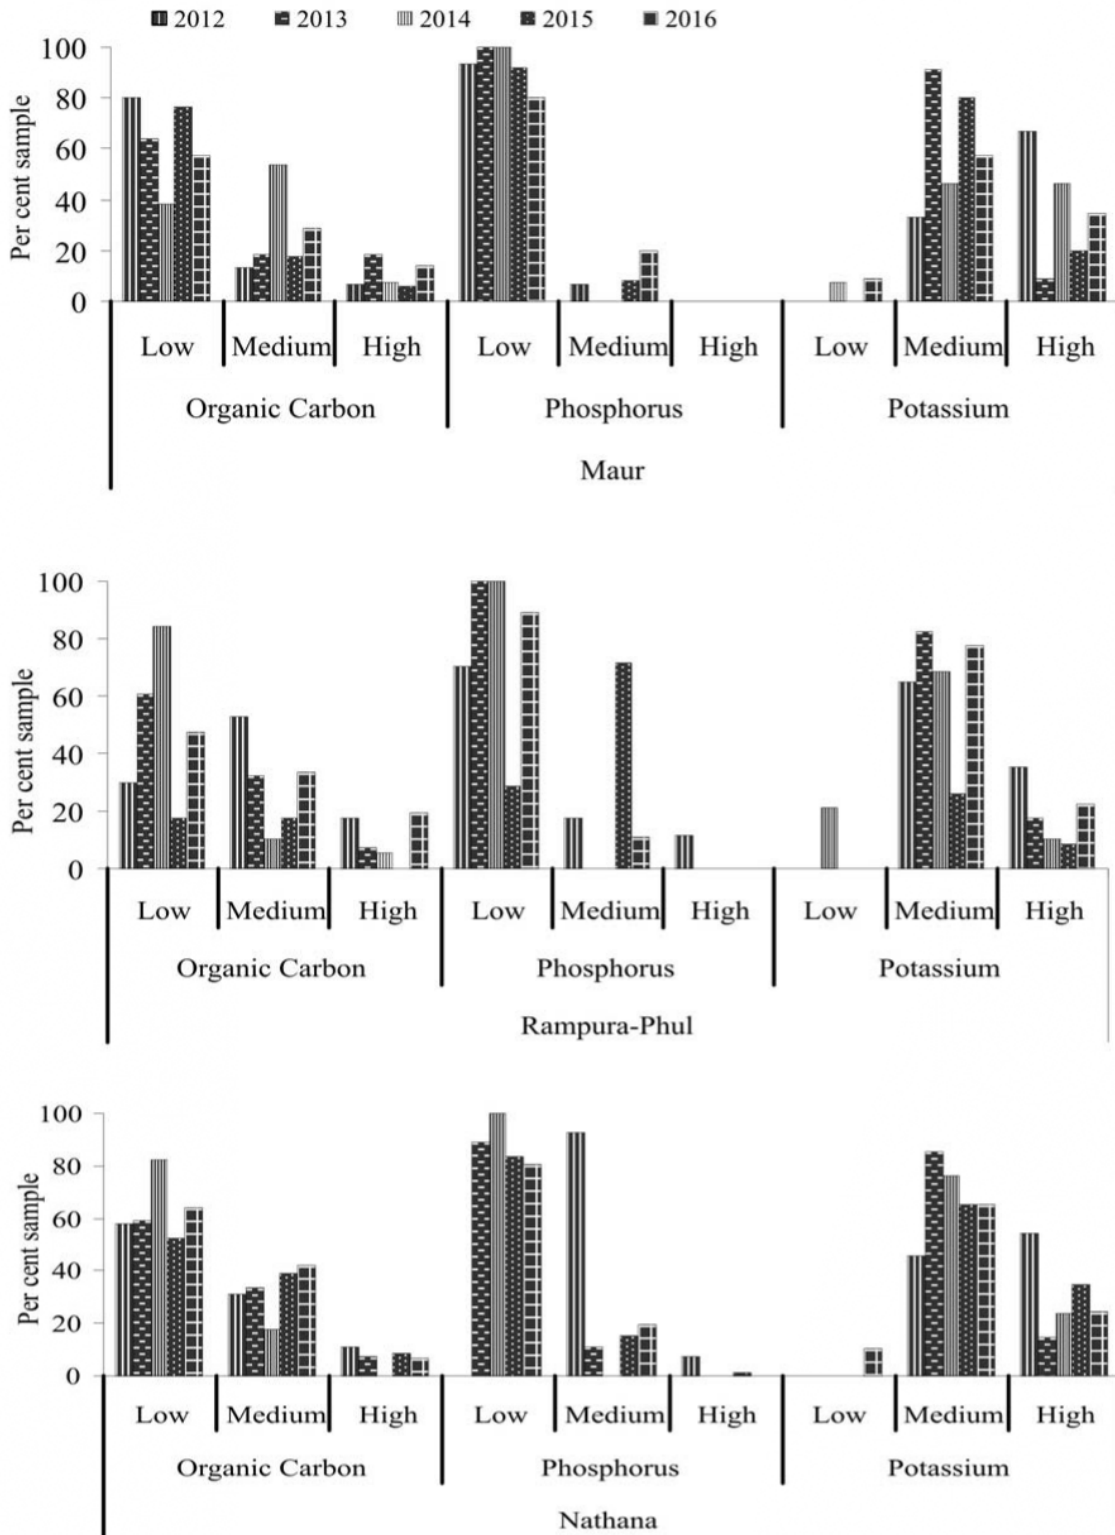 2012 2013 2014 2015 2016
Per cent sample
100
80
60
40
20
0
Low Medium High Low Medium High Low Medium High
Organic Carbon Phosphorus Potassium
Maur
Per cent sample
100
80
60
40
20
0
Low Medium High Low Medium High Low Medium High
Organic Carbon Phosphorus Potassium
Rampura-Phul
Per cent sample
100
80
60
40
20
0
Low Medium High Low Medium High Low Medium High
Organic Carbon Phosphorus Potassium
Nathana